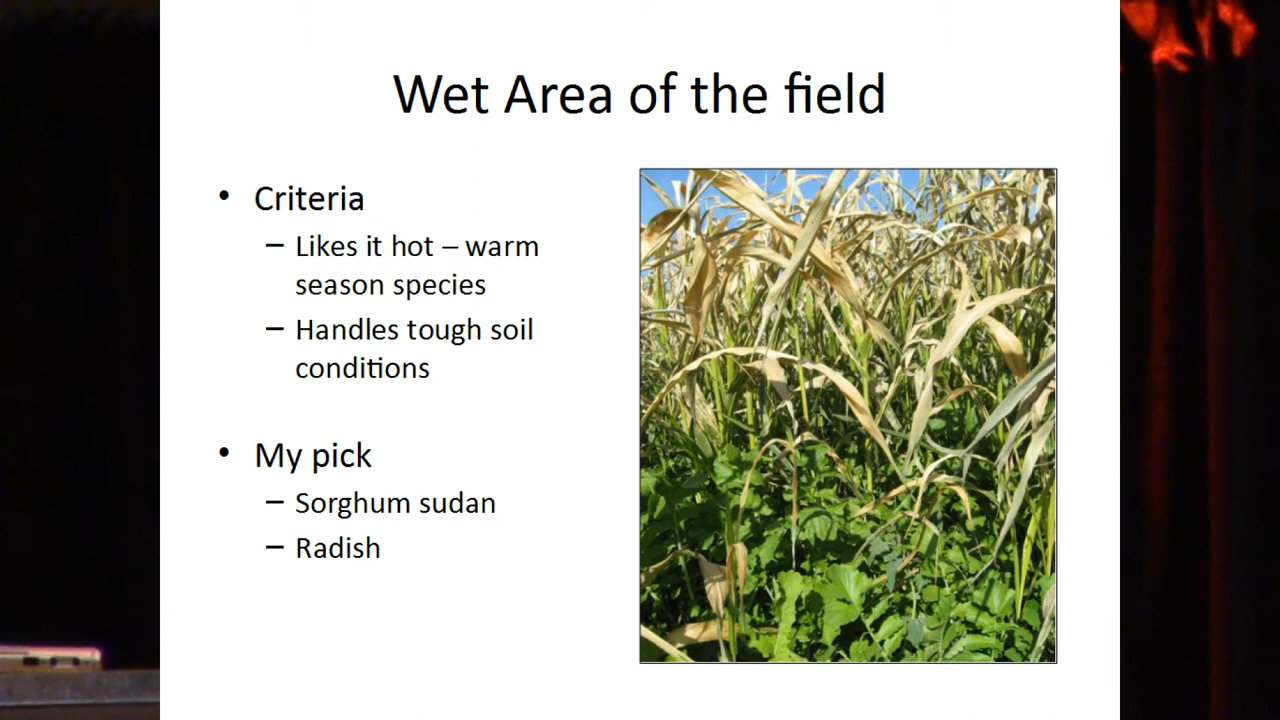 Wet Area of the field
• Criteria
– Likes it hot – warm
season species
– Handles tough soil
conditions
• My pick
– Sorghum sudan
– Radish